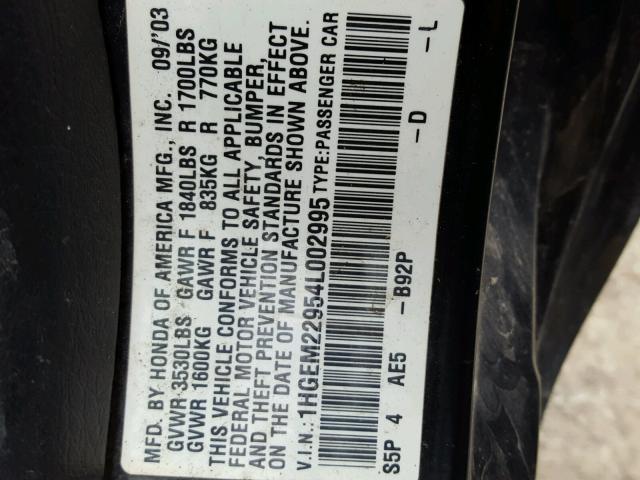 MFD. BY HONDA OF AMERICA MFG., INC. 09/'03
GVWR 3530LBS GAWR F 1840LBS R 1700LBS
GVWR 1600KG GAWR F 835KG R 770KG
THIS VEHICLE CONFORMS TO ALL APPLICABLE
FEDERAL MOTOR VEHICLE SAFETY, BUMPER,
AND THEFT PREVENTION STANDARDS IN EFFECT
ON THE DATE OF MANUFACTURE SHOWN ABOVE.
V.I.N.:1HGEM22954L002995 TYPE:PASSENGER CAR
S5P 4 AE5 -B92P -D -L